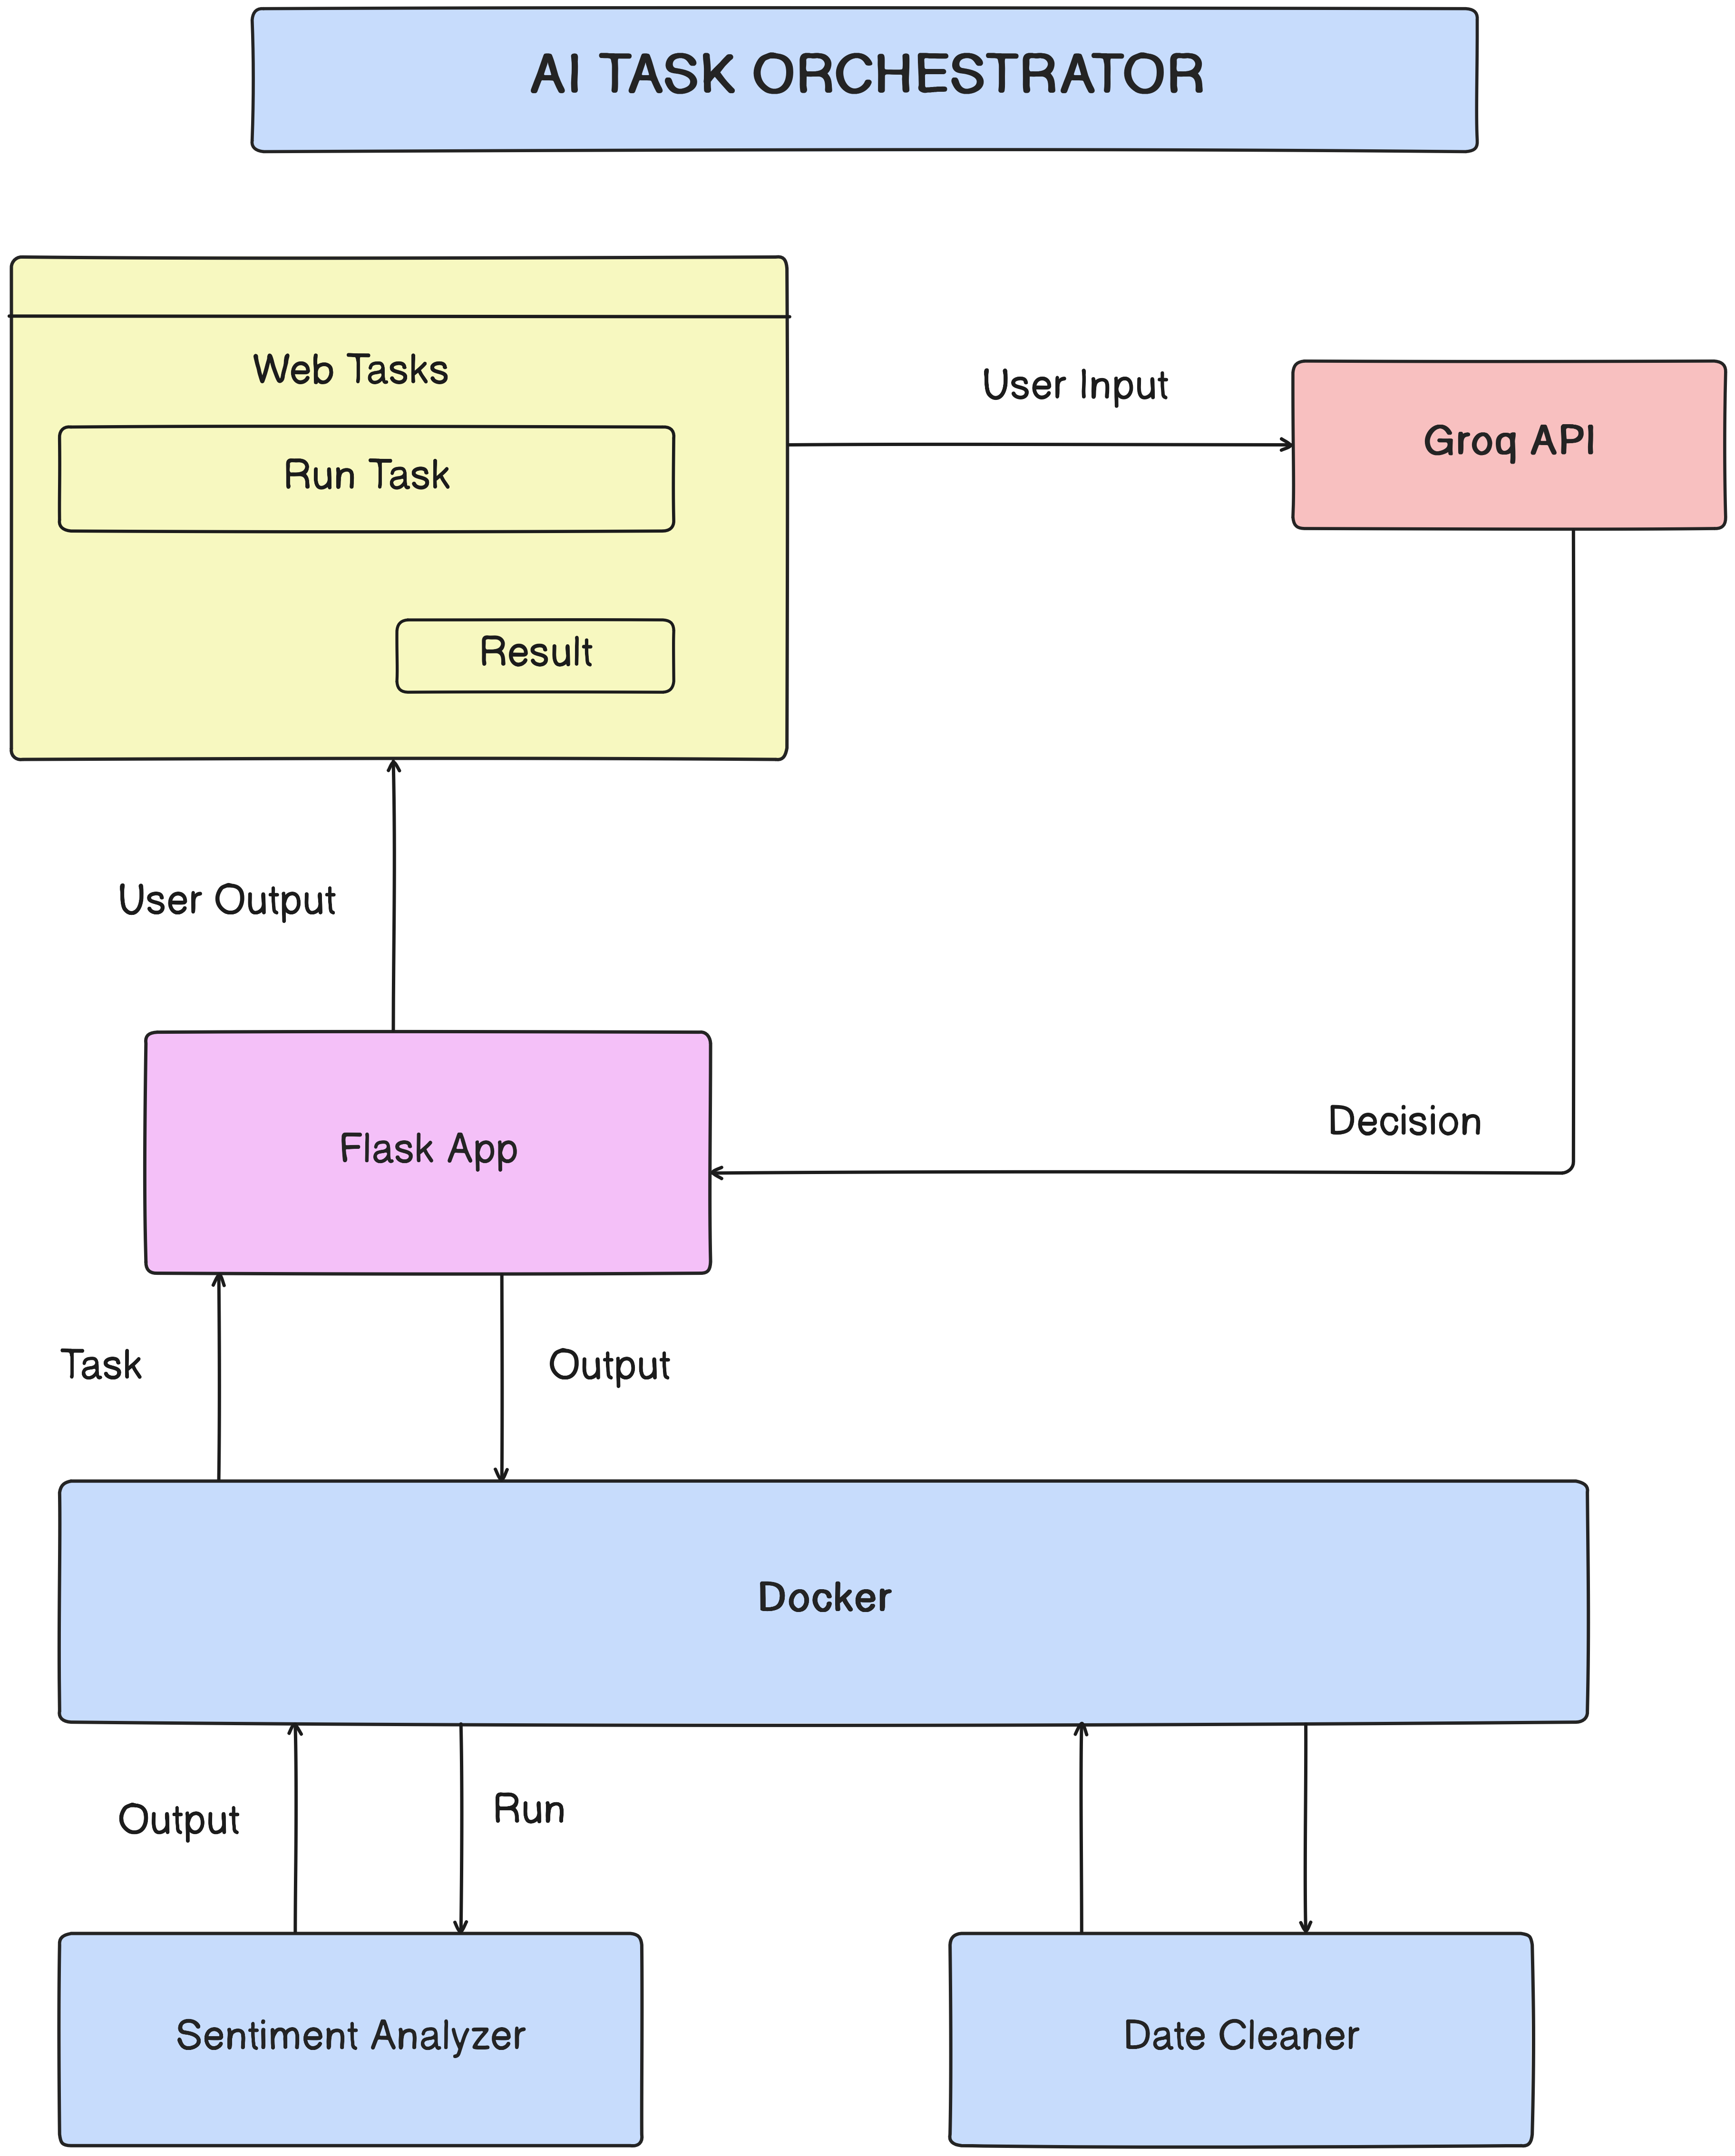 AI TASK ORCHESTRATOR
Web Tasks
Run Task
Result
User Input
Groq API
User Output
Flask App
Decision
Task
Output
Docker
Output
Run
Sentiment Analyzer
Date Cleaner